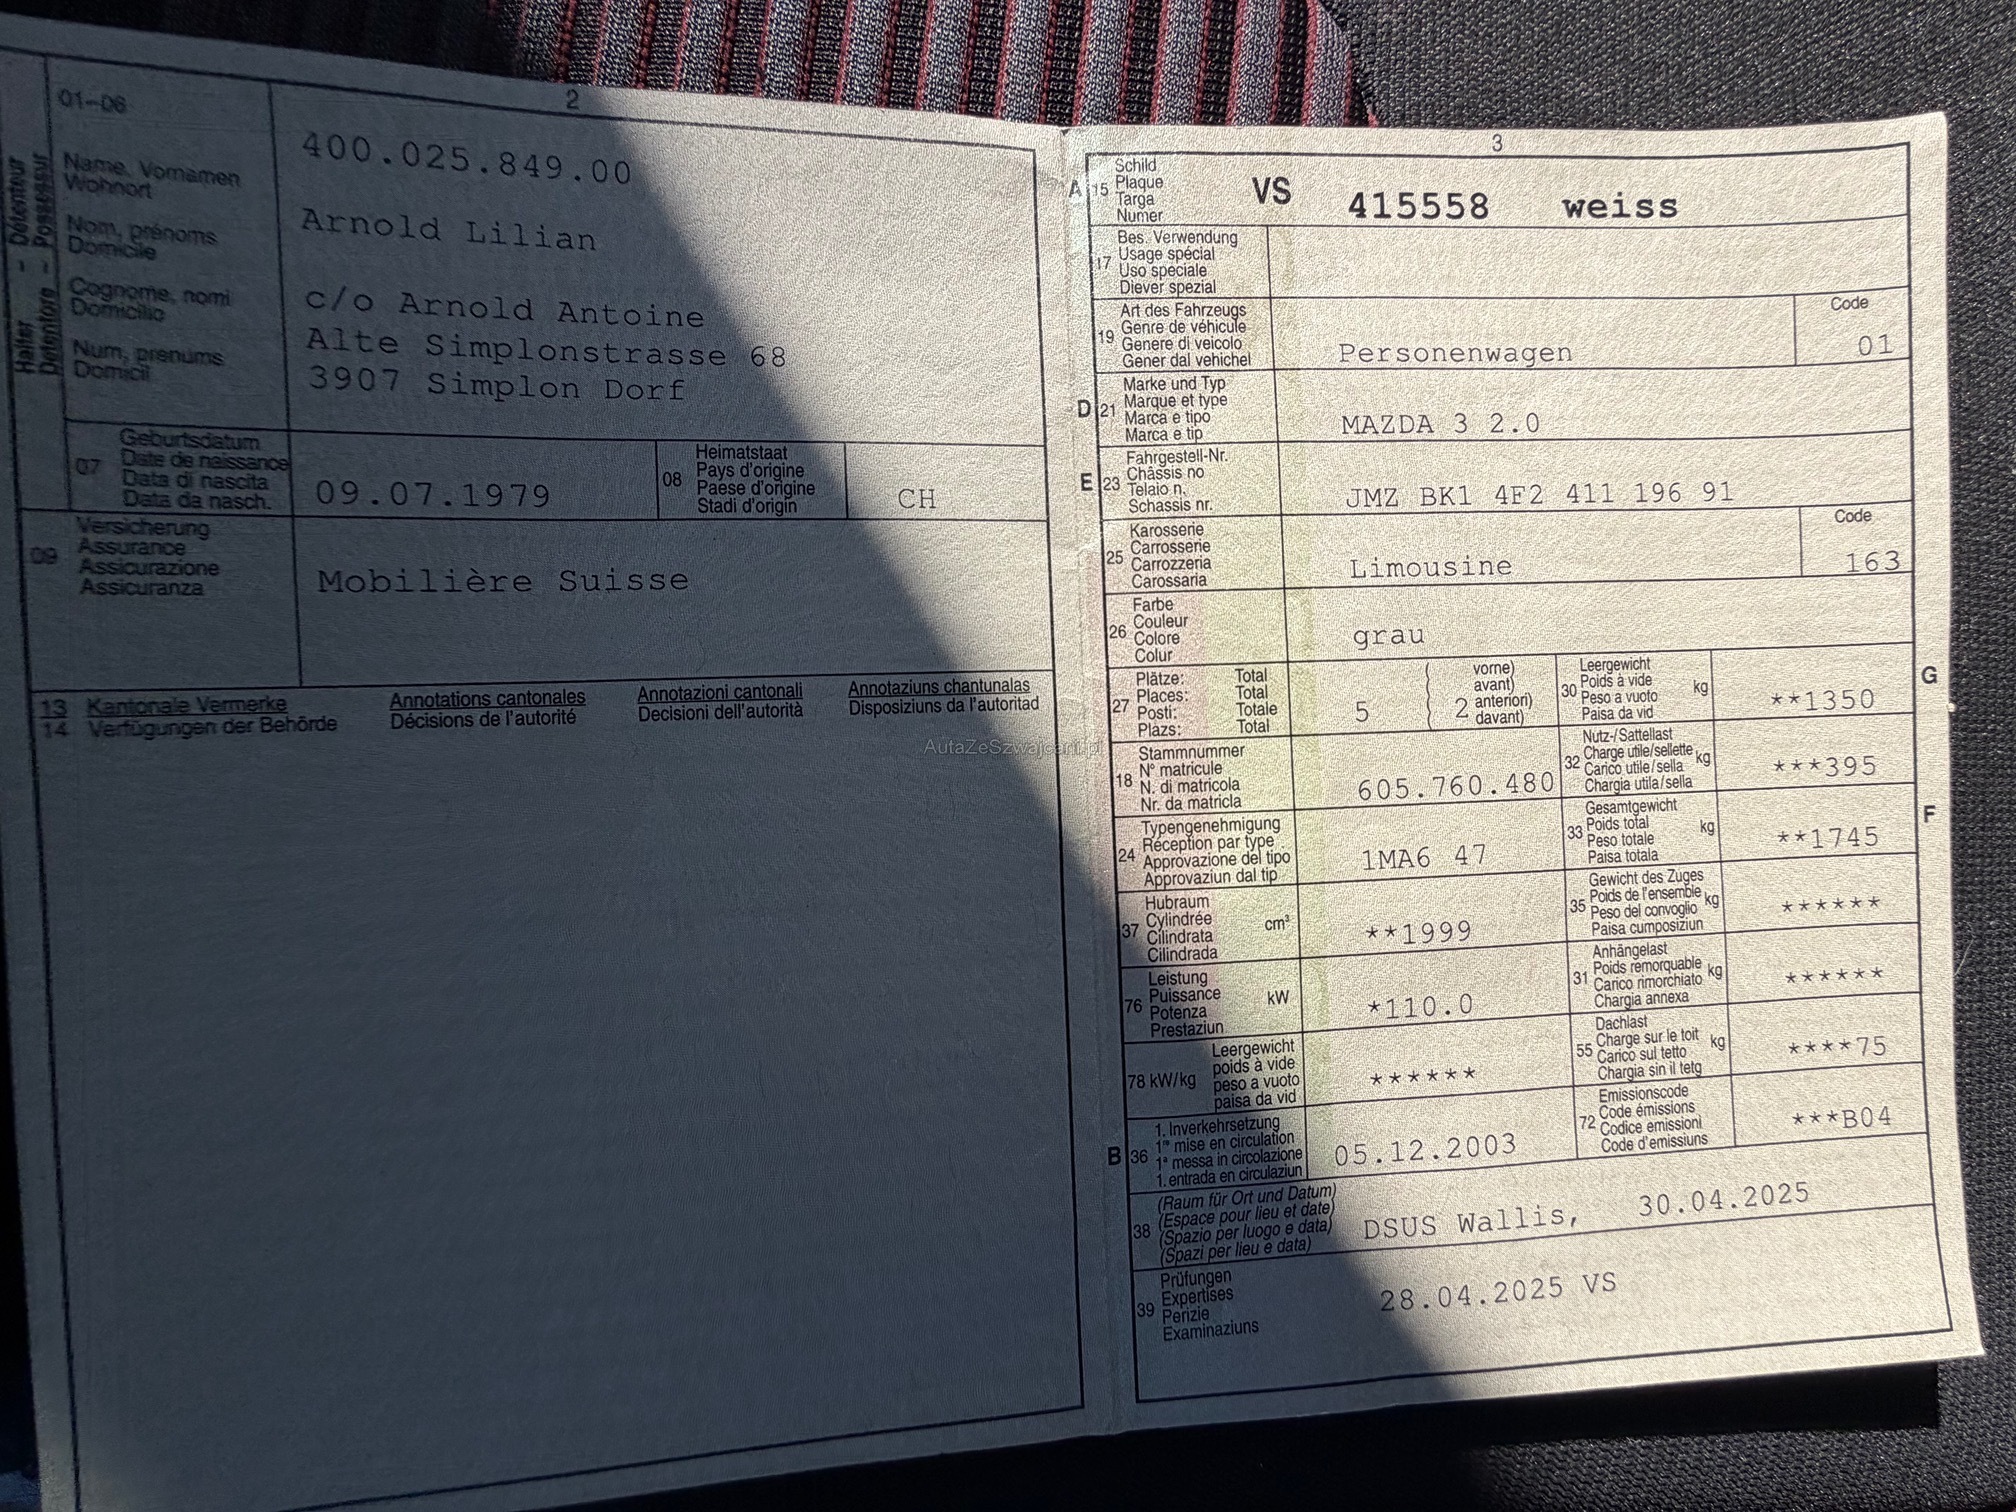 2
01–06
400.025.849.00
Halter - Détenteur
Detentore - Possessur
Name, Vornamen
Wohnort
Arnold Lilian
Nom, prénoms
Domicile
Cognome, nomi
Domicilio
c/o Arnold Antoine
Num, prenums
Domicil
Alte Simplonstrasse 68
3907 Simplon Dorf
07
Geburtsdatum
Date de naissance
Data di nascita
Data da nasch.
09.07.1979
08
Heimatstaat
Pays d'origine
Paese d'origine
Stadi d'origin
CH
09
Versicherung
Assurance
Assicurazione
Assicuranza
Mobilière Suisse
13 Kantonale Vermerke Annotations cantonales Annotazioni cantonali Annotaziuns chantunalas
14 Verfügungen der Behörde Décisions de l'autorité Decisioni dell'autorità Disposiziuns da l'autoritad
AutaZeSzwajcarii.pl
3
A
15
Schild
Plaque
Targa
Numer
VS 415558 weiss
17
Bes. Verwendung
Usage spécial
Uso speciale
Diever spezial
19
Art des Fahrzeugs
Genre de véhicule
Genere di veicolo
Gener dal vehichel
Personenwagen
Code
01
D
21
Marke und Typ
Marque et type
Marca e tipo
Marca e tip
MAZDA 3 2.0
E
23
Fahrgestell-Nr.
Châssis no
Telaio n.
Schassis nr.
JMZ BK1 4F2 411 196 91
25
Karosserie
Carrosserie
Carrozzeria
Carossaria
Limousine
Code
163
26
Farbe
Couleur
Colore
Colur
grau
27
Plätze: Total
Places: Total
Posti: Totale
Plazs: Total
5
2
vorne)
avant)
anteriori)
davant)
30
Leergewicht
Poids à vide
Peso a vuoto
Paisa da vid
kg
**1350
G
18
Stammnummer
N° matricule
N. di matricola
Nr. da matricla
605.760.480
32
Nutz-/Sattellast
Charge utile/sellette
Carico utile/sella
Chargia utila/sella
kg
***395
24
Typengenehmigung
Réception par type
Approvazione del tipo
Approvaziun dal tip
1MA6 47
33
Gesamtgewicht
Poids total
Peso totale
Paisa totala
kg
**1745
F
37
Hubraum
Cylindrée
Cilindrata
Cilindrada
cm³
**1999
35
Gewicht des Zuges
Poids de l'ensemble
Peso del convoglio
Paisa cumposiziun
kg
******
76
Leistung
Puissance
Potenza
Prestaziun
kW
*110.0
31
Anhängelast
Poids remorquable
Carico rimorchiato
Chargia annexa
kg
******
78 kW/kg
Leergewicht
poids à vide
peso a vuoto
paisa da vid
******
55
Dachlast
Charge sur le toit
Carico sul tetto
Chargia sin il tetg
kg
****75
B
36
1. Inverkehrsetzung
1re mise en circulation
1a messa in circolazione
1. entrada en circulaziun
05.12.2003
72
Emissionscode
Code émissions
Codice emissioni
Code d'emissiuns
***B04
38
(Raum für Ort und Datum)
(Espace pour lieu et date)
(Spazio per luogo e data)
(Spazi per lieu e data)
DSUS Wallis, 30.04.2025
39
Prüfungen
Expertises
Perizie
Examinaziuns
28.04.2025 VS